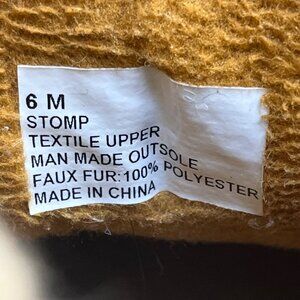 6 M
STOMP
TEXTILE UPPER
MAN MADE OUTSOLE
FAUX FUR:100% POLYESTER
MADE IN CHINA